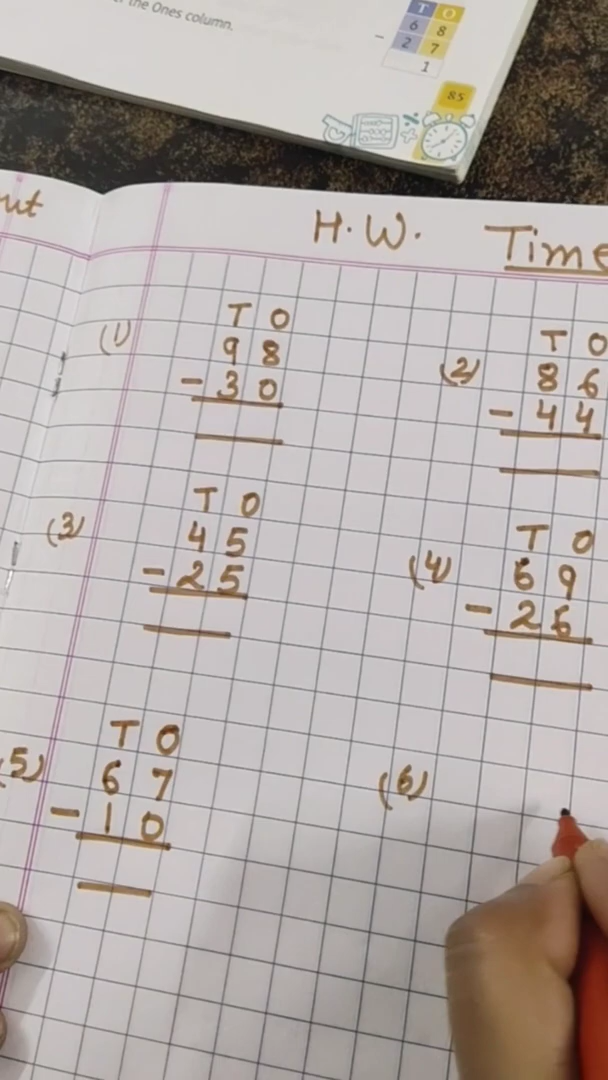 the Ones column.
T O
6 8
- 2 7
1
85
H.W. Time
(1)
T O
9 8
- 3 0
(2)
T O
8 6
- 4 4
(3)
T O
4 5
- 2 5
(4)
T O
6 9
- 2 6
(5)
T O
6 7
- 1 0
(6)